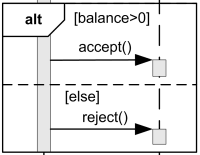 alt [balance>0]
accept()
[else]
reject()